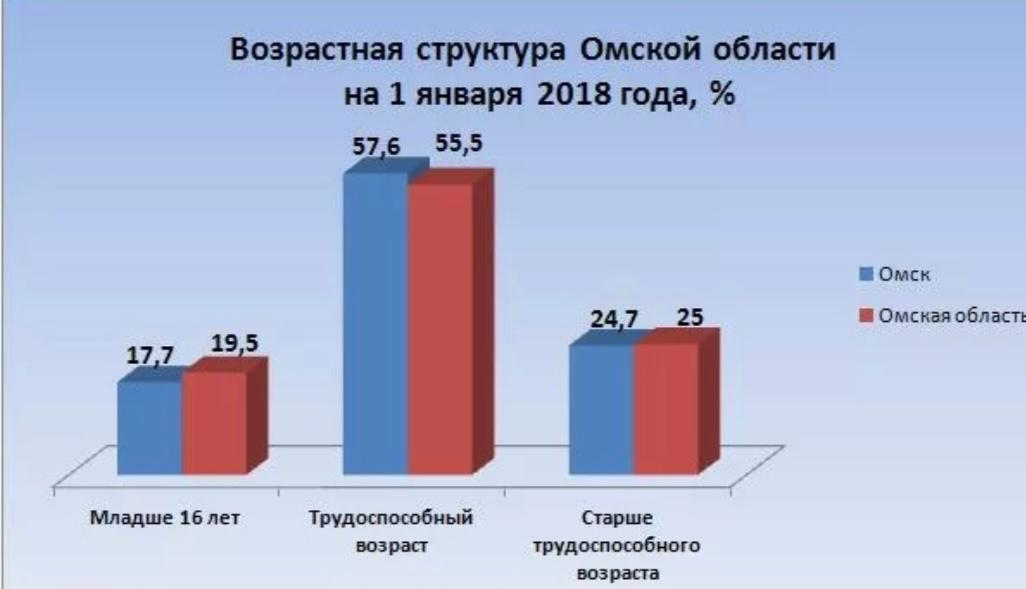 Возрастная структура Омской области
на 1 января 2018 года, %
57,6
55,5
17,7
19,5
24,7
25
Омск
Омская область
Младше 16 лет
Трудоспособный
возраст
Старше
трудоспособного
возраста